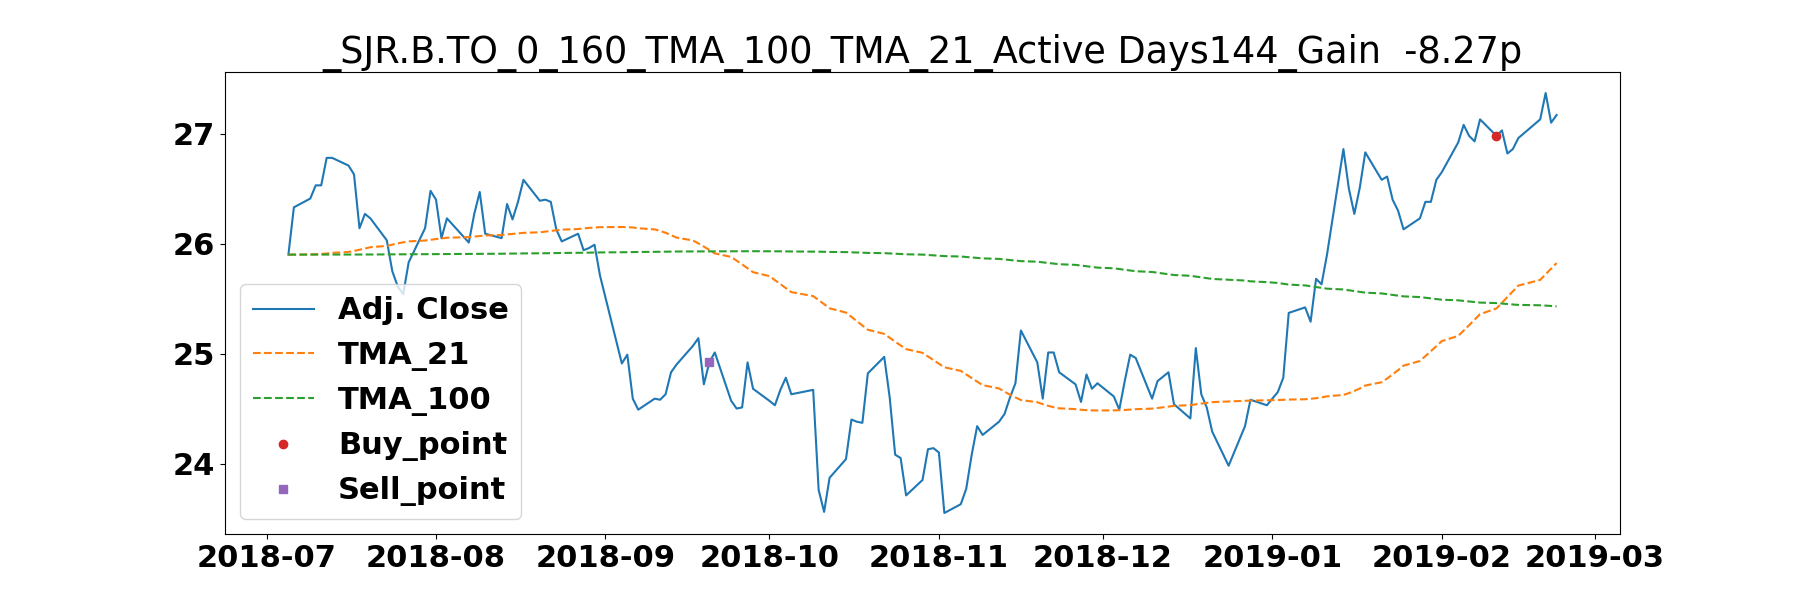 _SJR.B.TO_0_160_TMA_100_TMA_21_Active Days144_Gain  -8.27p
27
26
25
24
Adj. Close
TMA_21
TMA_100
Buy_point
Sell_point
2018-07 2018-08 2018-09 2018-10 2018-11 2018-12 2019-01 2019-02 2019-03